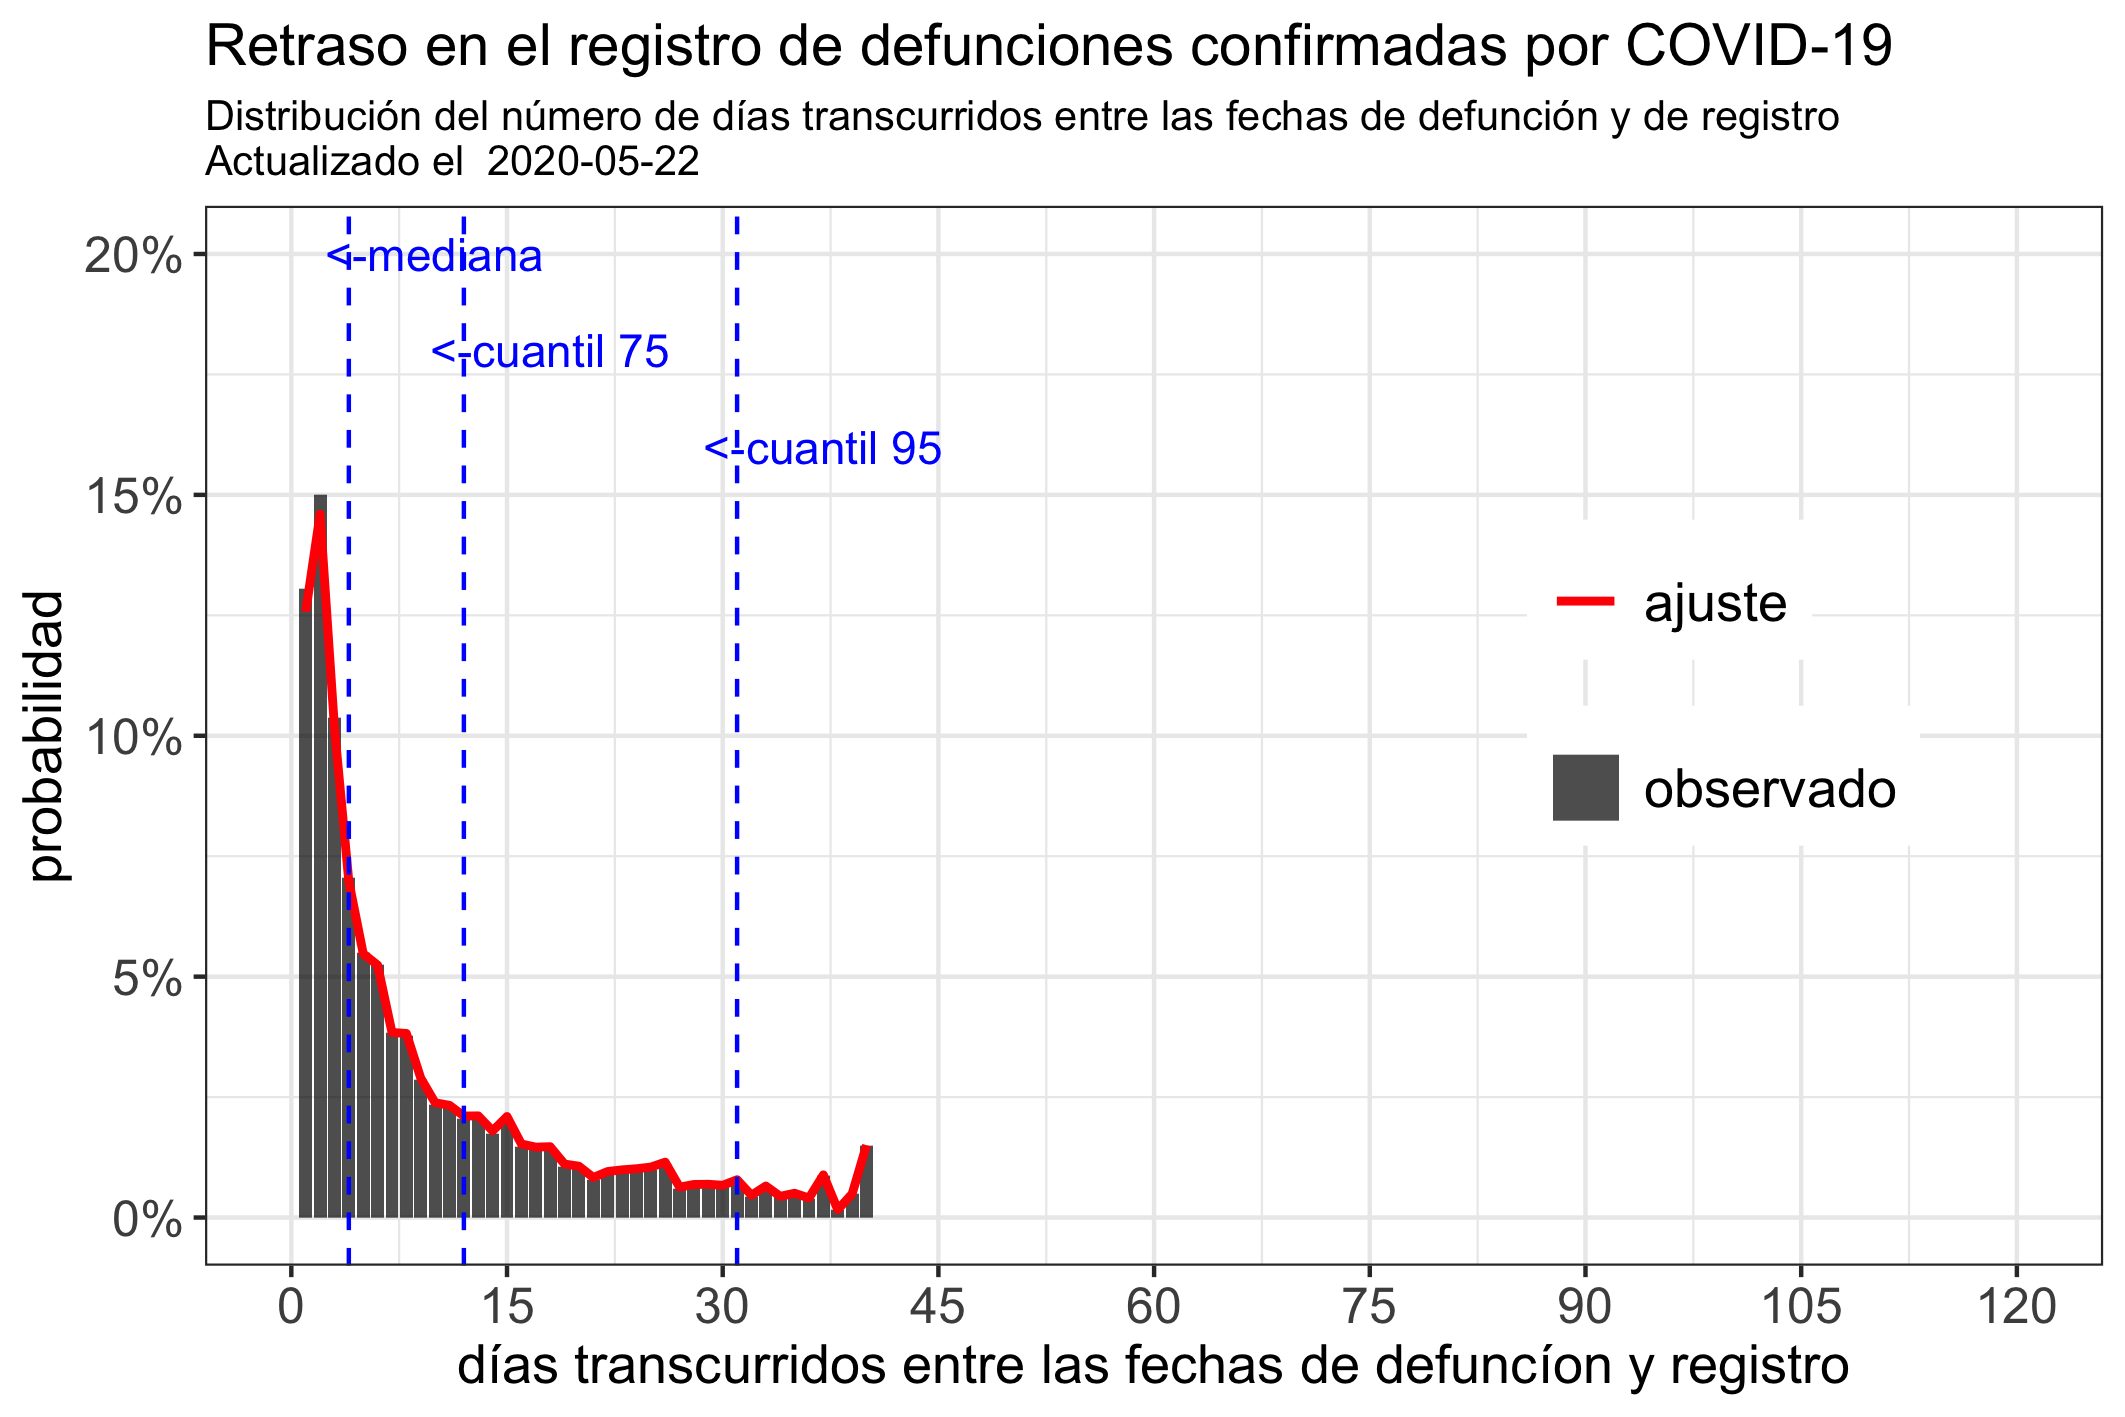 Retraso en el registro de defunciones confirmadas por COVID-19
Distribución del número de días transcurridos entre las fechas de defunción y de registro
Actualizado el  2020-05-22
20%
15%
10%
5%
0%
probabilidad
<-mediana
<-cuantil 75
<-cuantil 95
ajuste
observado
0 15 30 45 60 75 90 105 120
días transcurridos entre las fechas de defuncíon y registro